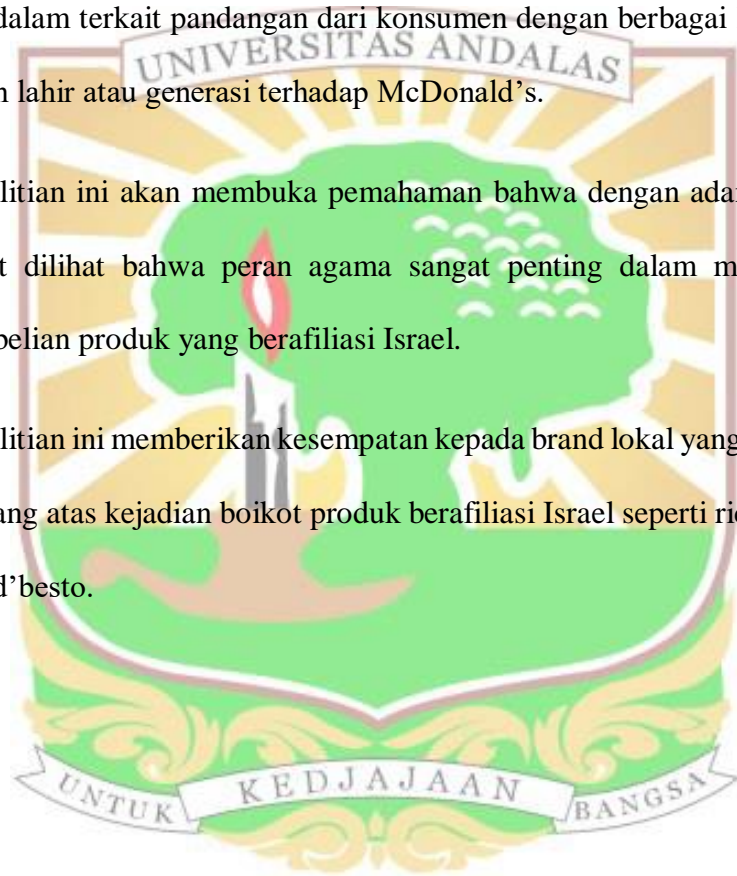 dalam terkait pandangan dari konsumen dengan berbagai
UNIVERSITAS ANDALAS
lahir atau generasi terhadap McDonald’s.
litian ini akan membuka pemahaman bahwa dengan adar
t dilihat bahwa peran agama sangat penting dalam m
belian produk yang berafiliasi Israel.
litian ini memberikan kesempatan kepada brand lokal yang
ang atas kejadian boikot produk berafiliasi Israel seperti ric
d’besto.
UNTUK KEDJAJAAN BANGSA